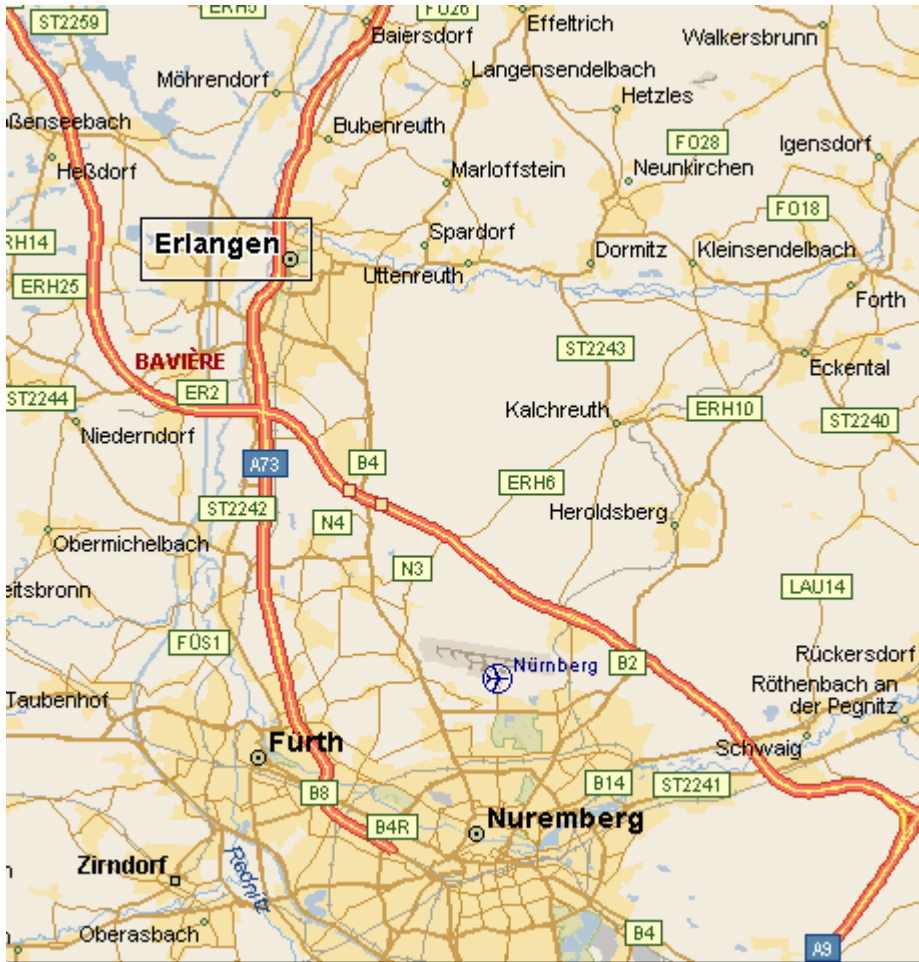 ST2259
ERH5
FO26
Effeltrich
Baiersdorf
Walkersbrunn
Möhrendorf
Langensendelbach
Hetzles
Bubenreuth
FO28
Igensdorf
Heßdorf
Marloffstein
Neunkirchen
FO18
Erlangen
Spardorf
Dormitz
Kleinsendelbach
ERH25
Uttenreuth
Forth
BAVIÈRE
ST2243
Eckental
ST2244
ER2
Kalchreuth
ERH10
ST2240
Niederndorf
A73
B4
ERH6
ST2242
N4
Heroldsberg
Obermichelbach
N3
eitsbronn
LAU14
FÜS1
Nürnberg
B2
Rückersdorf
Taubenhof
Röthenbach an
der Pegnitz
Furth
Schwaig
B8
B14
ST2241
B4R
Nuremberg
Zirndorf
Rednitz
Oberasbach
B4
A9